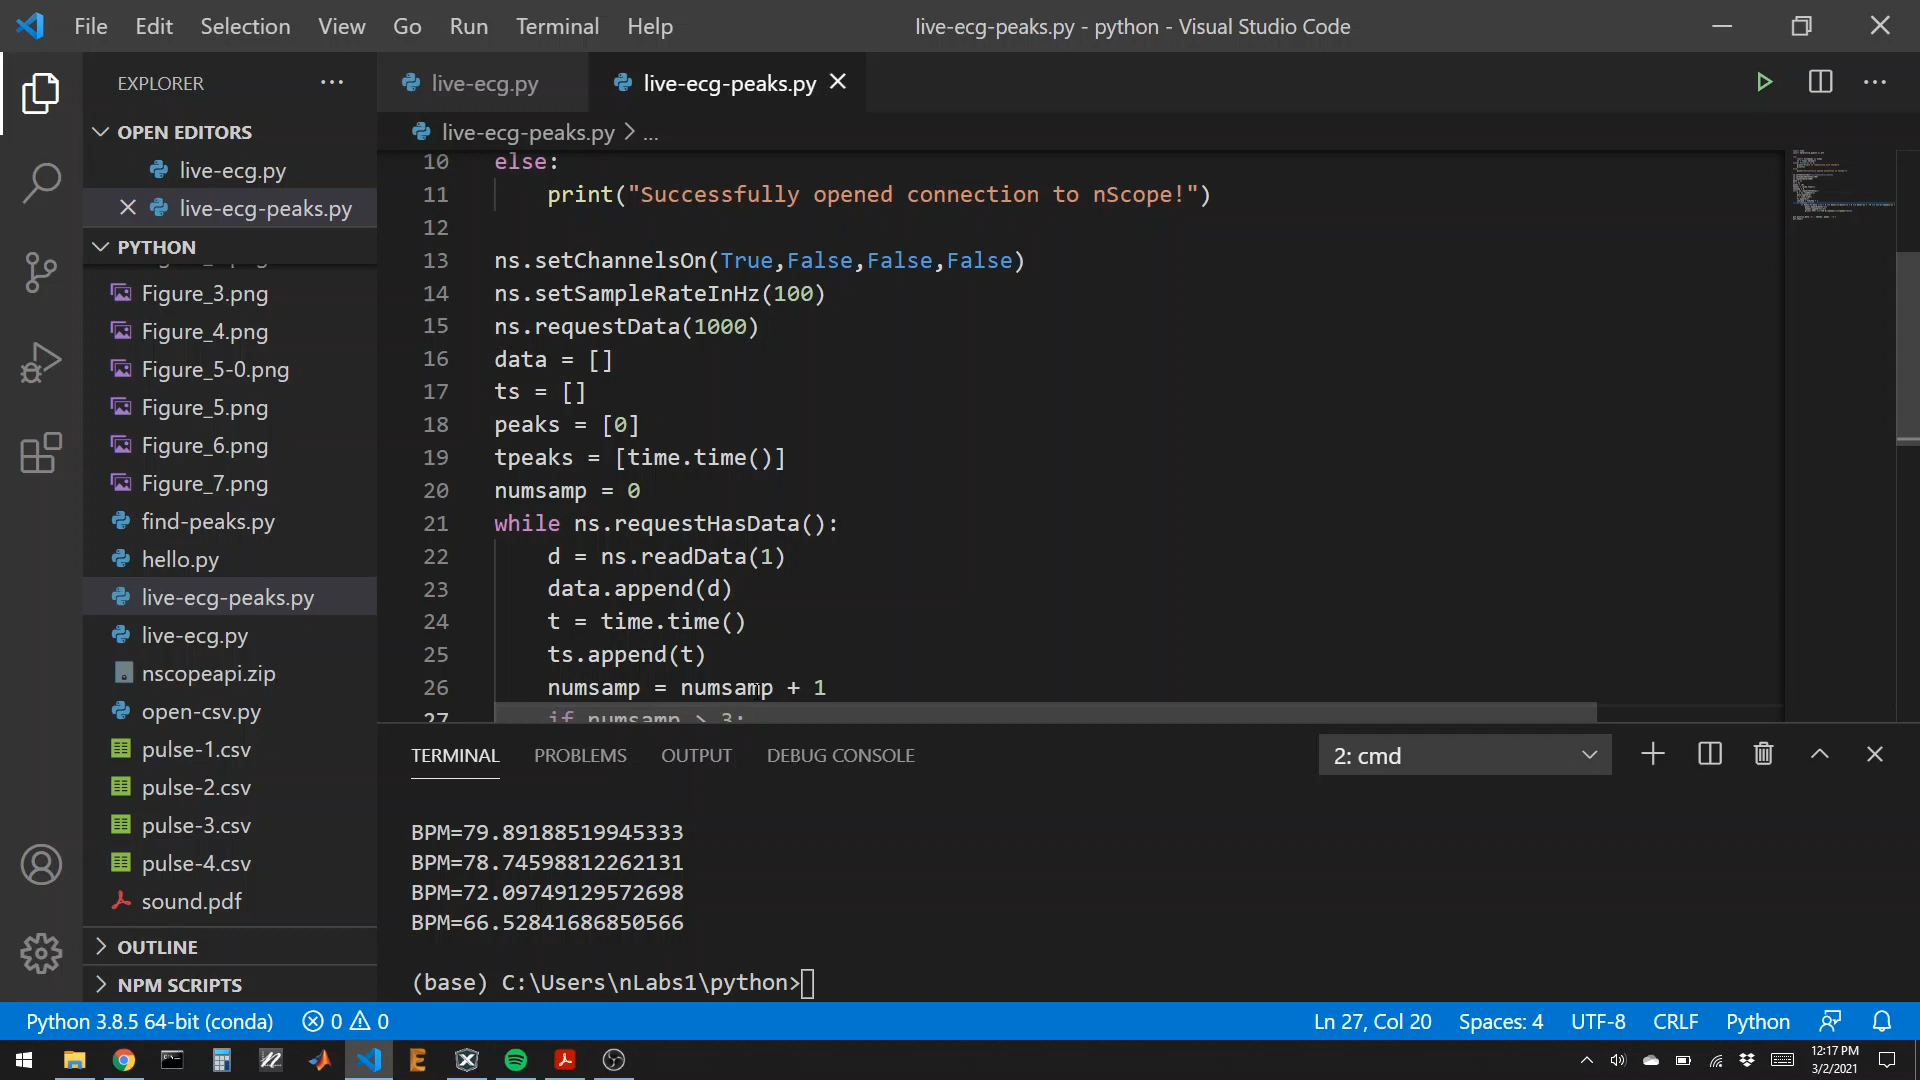 File Edit Selection View Go Run Terminal Help
live-ecg-peaks.py - python - Visual Studio Code
EXPLORER
OPEN EDITORS
live-ecg.py
live-ecg-peaks.py
PYTHON
Figure_3.png
Figure_4.png
Figure_5-0.png
Figure_5.png
Figure_6.png
Figure_7.png
find-peaks.py
hello.py
live-ecg-peaks.py
live-ecg.py
nscopeapi.zip
open-csv.py
pulse-1.csv
pulse-2.csv
pulse-3.csv
pulse-4.csv
sound.pdf
OUTLINE
NPM SCRIPTS
live-ecg.py
live-ecg-peaks.py
live-ecg-peaks.py > ...
10 else:
11     print("Successfully opened connection to nScope!")
12
13 ns.setChannelsOn(True,False,False,False)
14 ns.setSampleRateInHz(100)
15 ns.requestData(1000)
16 data = []
17 ts = []
18 peaks = [0]
19 tpeaks = [time.time()]
20 numsamp = 0
21 while ns.requestHasData():
22     d = ns.readData(1)
23     data.append(d)
24     t = time.time()
25     ts.append(t)
26     numsamp = numsamp + 1
27     if numsamp > 3:
TERMINAL PROBLEMS OUTPUT DEBUG CONSOLE
2: cmd
BPM=79.89188519945333
BPM=78.74598812262131
BPM=72.09749129572698
BPM=66.52841686850566
(base) C:\Users\nLabs1\python>
Python 3.8.5 64-bit (conda) 0 0
Ln 27, Col 20 Spaces: 4 UTF-8 CRLF Python
12:17 PM
3/2/2021